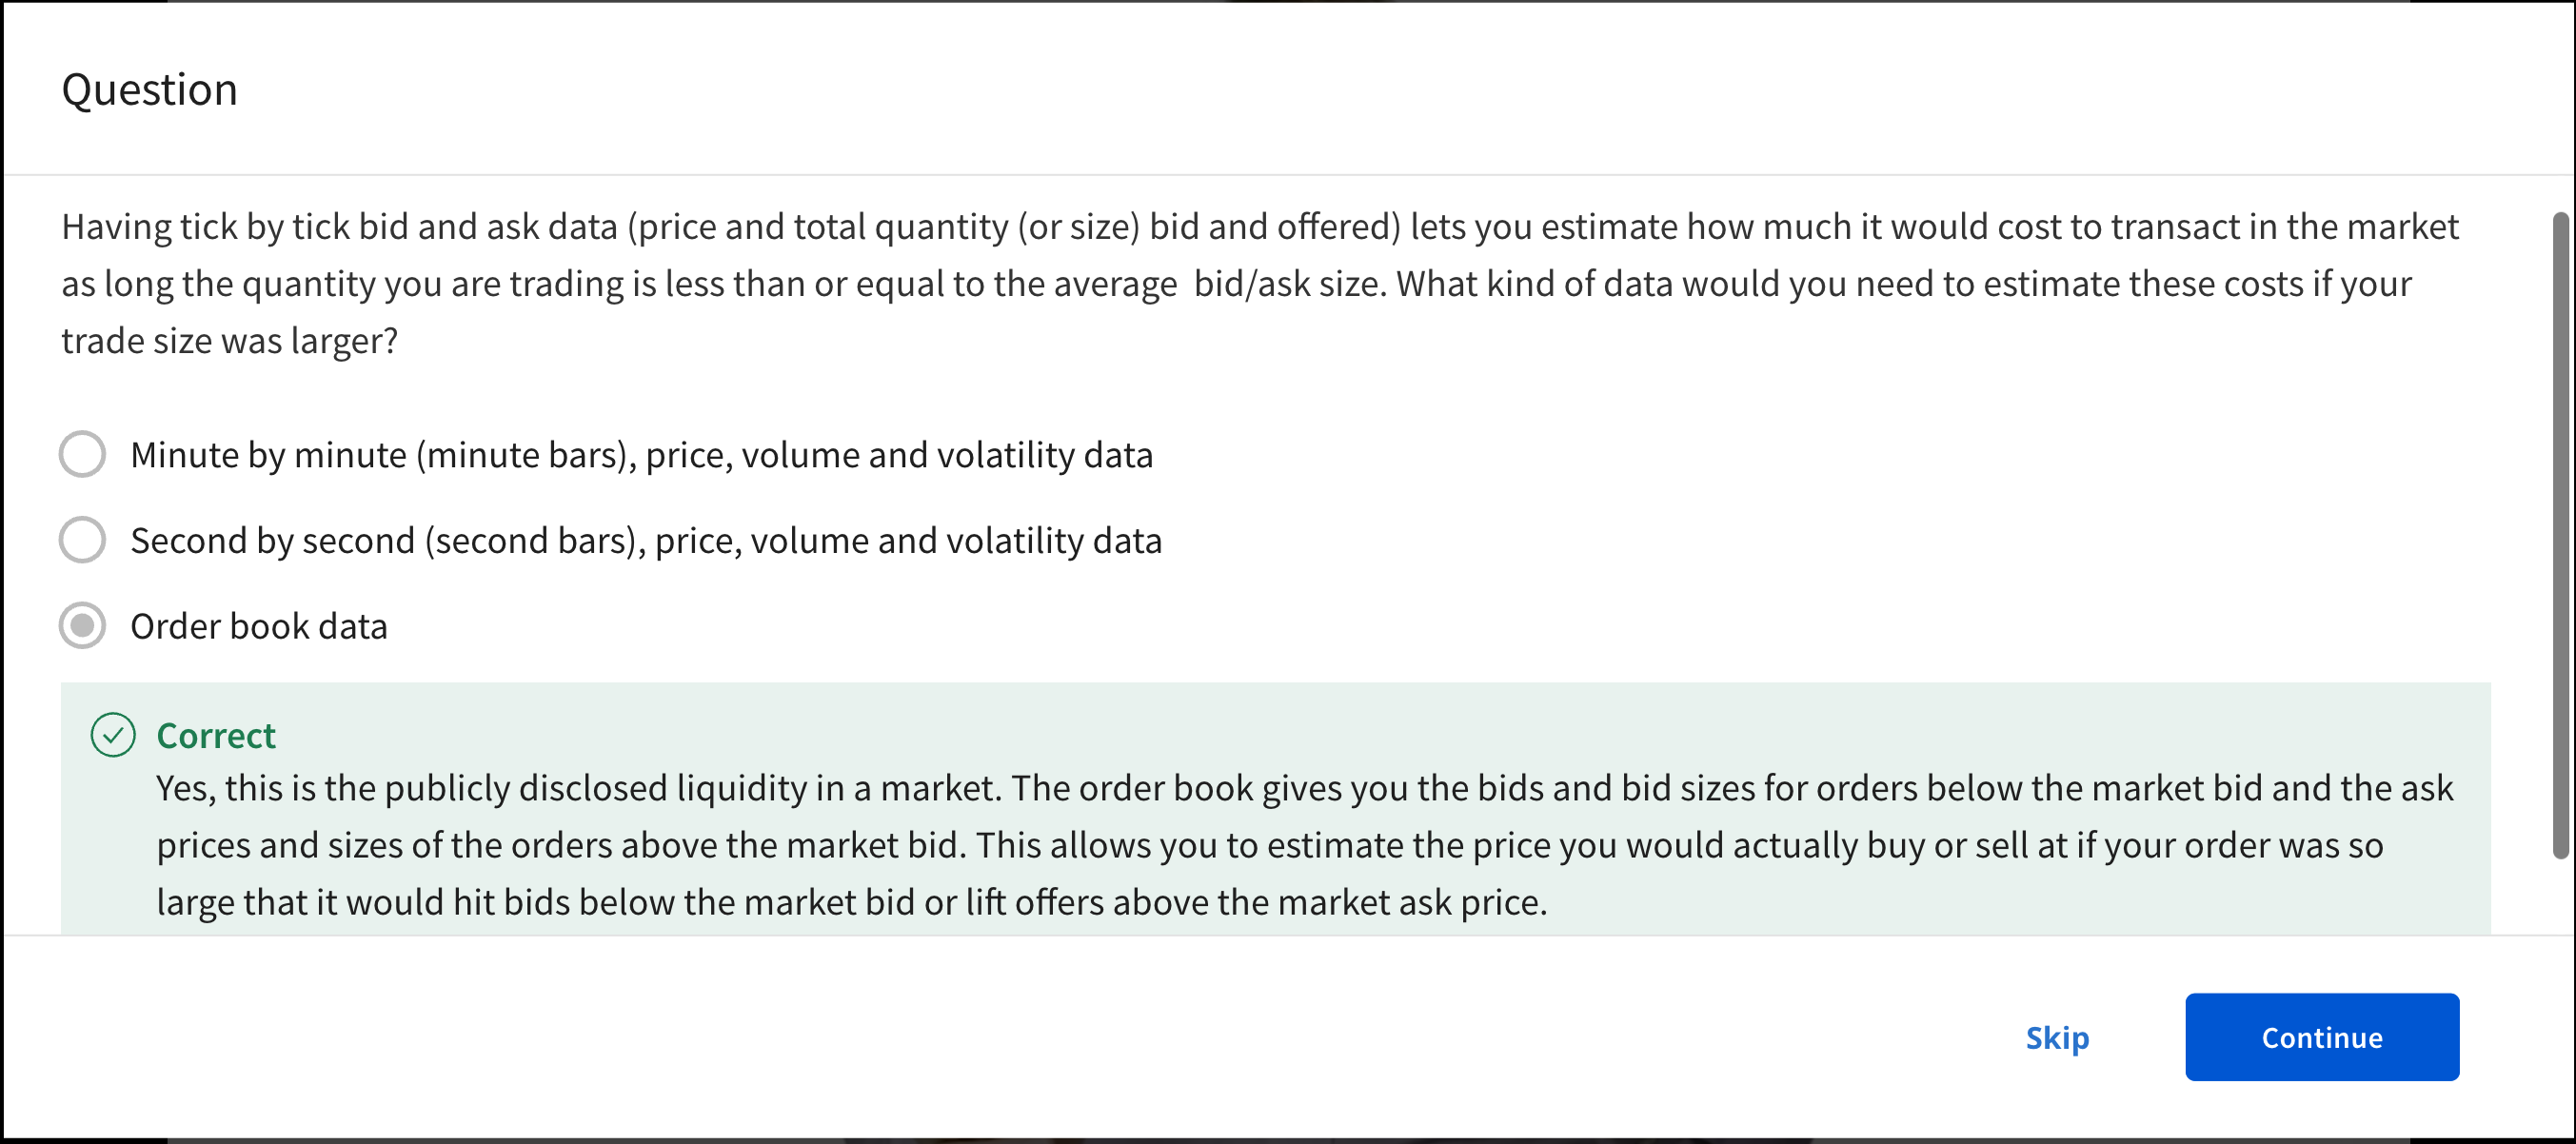 Question
Having tick by tick bid and ask data (price and total quantity (or size) bid and offered) lets you estimate how much it would cost to transact in the market
as long the quantity you are trading is less than or equal to the average  bid/ask size. What kind of data would you need to estimate these costs if your
trade size was larger?
Minute by minute (minute bars), price, volume and volatility data
Second by second (second bars), price, volume and volatility data
Order book data
Correct
Yes, this is the publicly disclosed liquidity in a market. The order book gives you the bids and bid sizes for orders below the market bid and the ask
prices and sizes of the orders above the market bid. This allows you to estimate the price you would actually buy or sell at if your order was so
large that it would hit bids below the market bid or lift offers above the market ask price.
Skip
Continue